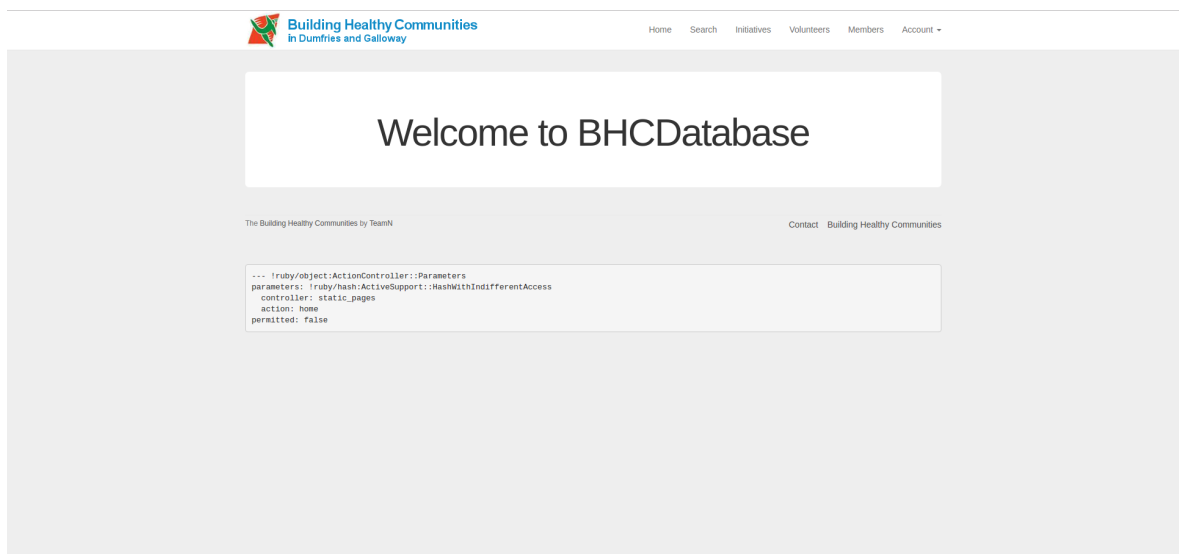 Building Healthy Communities
in Dumfries and Galloway
Home Search Initiatives Volunteers Members Account
Welcome to BHCDatabase
The Building Healthy Communities by TeamN
Contact Building Healthy Communities
--- !ruby/object:ActionController::Parameters
parameters: !ruby/hash:ActiveSupport::HashWithIndifferentAccess
  controller: static_pages
  action: home
permitted: false